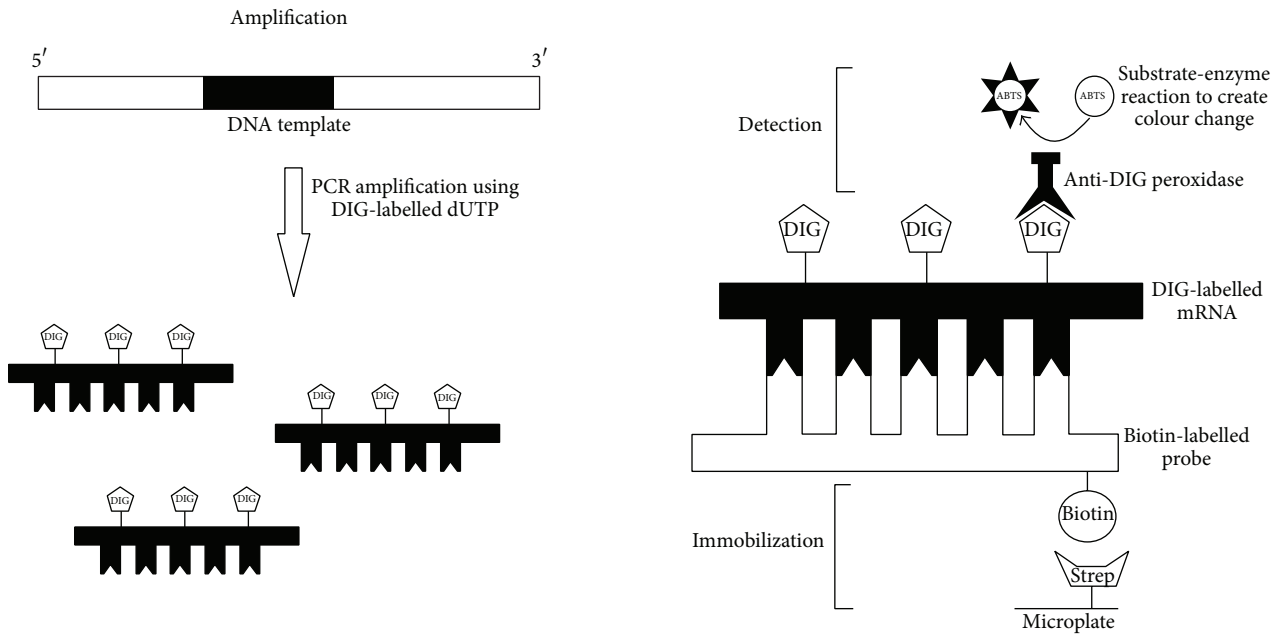 Amplification
5′
3′
DNA template
PCR amplification using
DIG-labelled dUTP
DIG
DIG
DIG
DIG
DIG
DIG
DIG
DIG
DIG
Detection
ABTS
ABTS
Substrate-enzyme
reaction to create
colour change
Anti-DIG peroxidase
DIG
DIG
DIG
DIG-labelled
mRNA
Biotin-labelled
probe
Immobilization
Biotin
Strep
Microplate